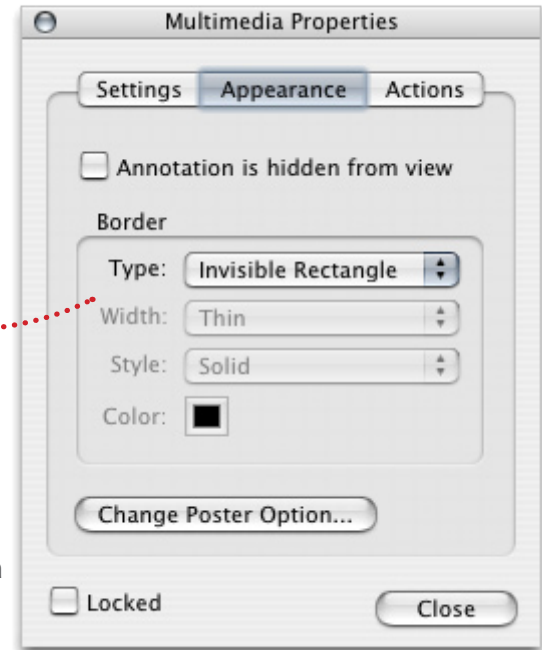 Multimedia Properties
Settings Appearance Actions
Annotation is hidden from view
Border
Type: Invisible Rectangle
Width: Thin
Style: Solid
Color:
Change Poster Option...
Locked Close